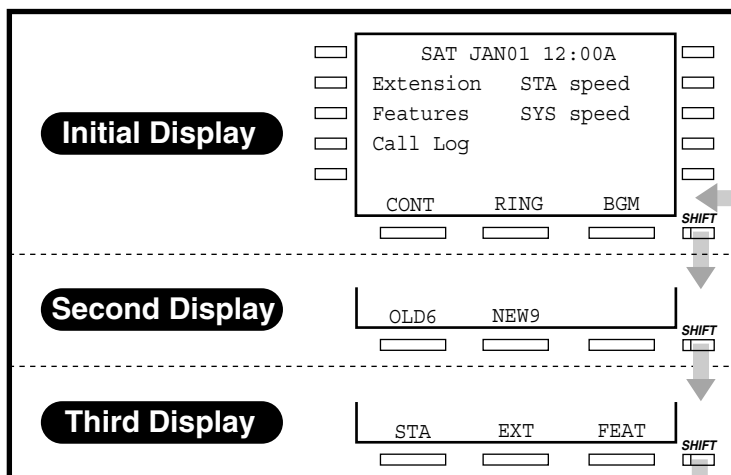 SAT JAN01 12:00A
Extension STA speed
Features SYS speed
Initial Display
Call Log
CONT RING BGM
SHIFT
Second Display
OLD6 NEW9
SHIFT
Third Display
STA EXT FEAT
SHIFT